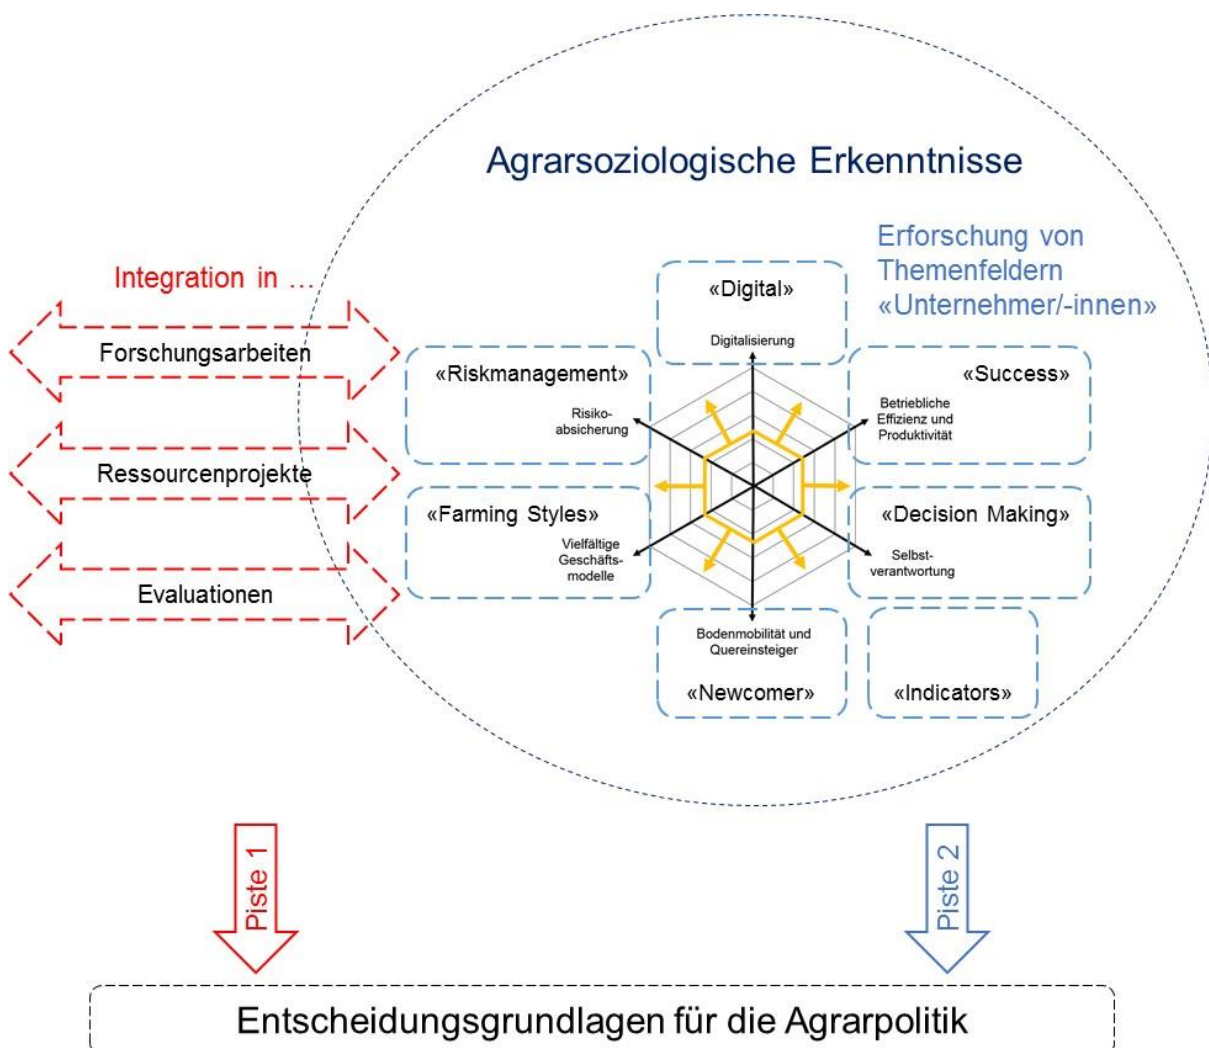 Agrarsoziologische Erkenntnisse
Erforschung von
Themenfeldern
«Unternehmer/-innen»
Integration in …
Forschungsarbeiten
Ressourcenprojekte
Evaluationen
«Digital»
Digitalisierung
«Riskmanagement»
Risiko-
absicherung
«Success»
Betriebliche
Effizienz und
Produktivität
«Farming Styles»
Vielfältige
Geschäfts-
modelle
«Decision Making»
Selbst-
verantwortung
Bodenmobilität und
Quereinsteiger
«Newcomer»
«Indicators»
Piste 1
Piste 2
Entscheidungsgrundlagen für die Agrarpolitik